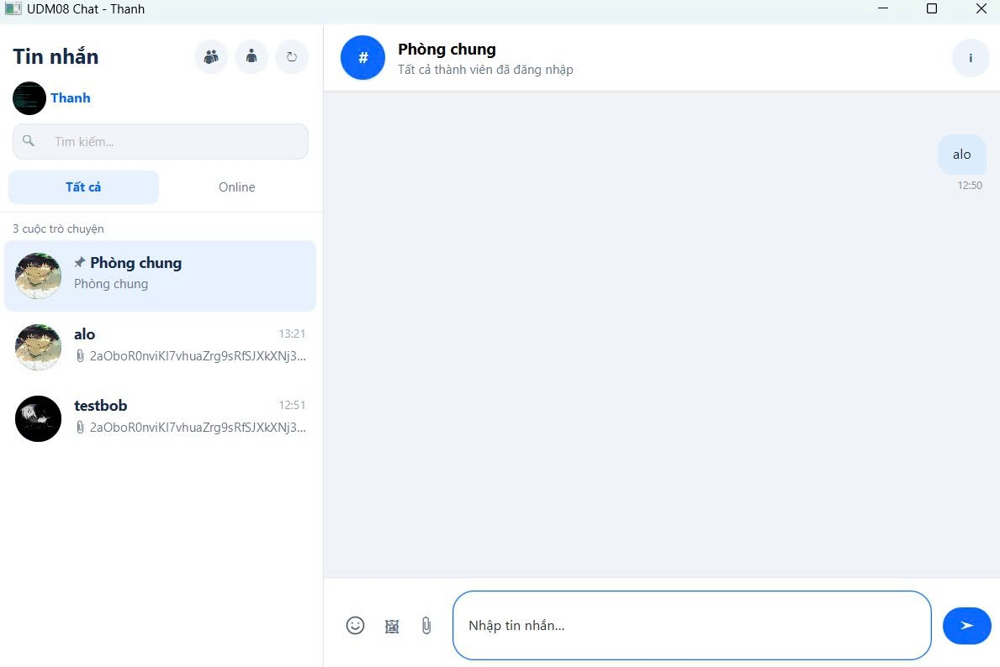 UDM08 Chat - Thanh
Tin nhắn
Thanh
Tìm kiếm...
Tất cả
Online
3 cuộc trò chuyện
Phòng chung
Phòng chung
alo 13:21
2aOboR0nviKI7vhuaZrg9sRfSJXkXNj3...
testbob 12:51
2aOboR0nviKI7vhuaZrg9sRfSJXkXNj3...
#
Phòng chung
Tất cả thành viên đã đăng nhập
i
alo
12:50
Nhập tin nhắn...